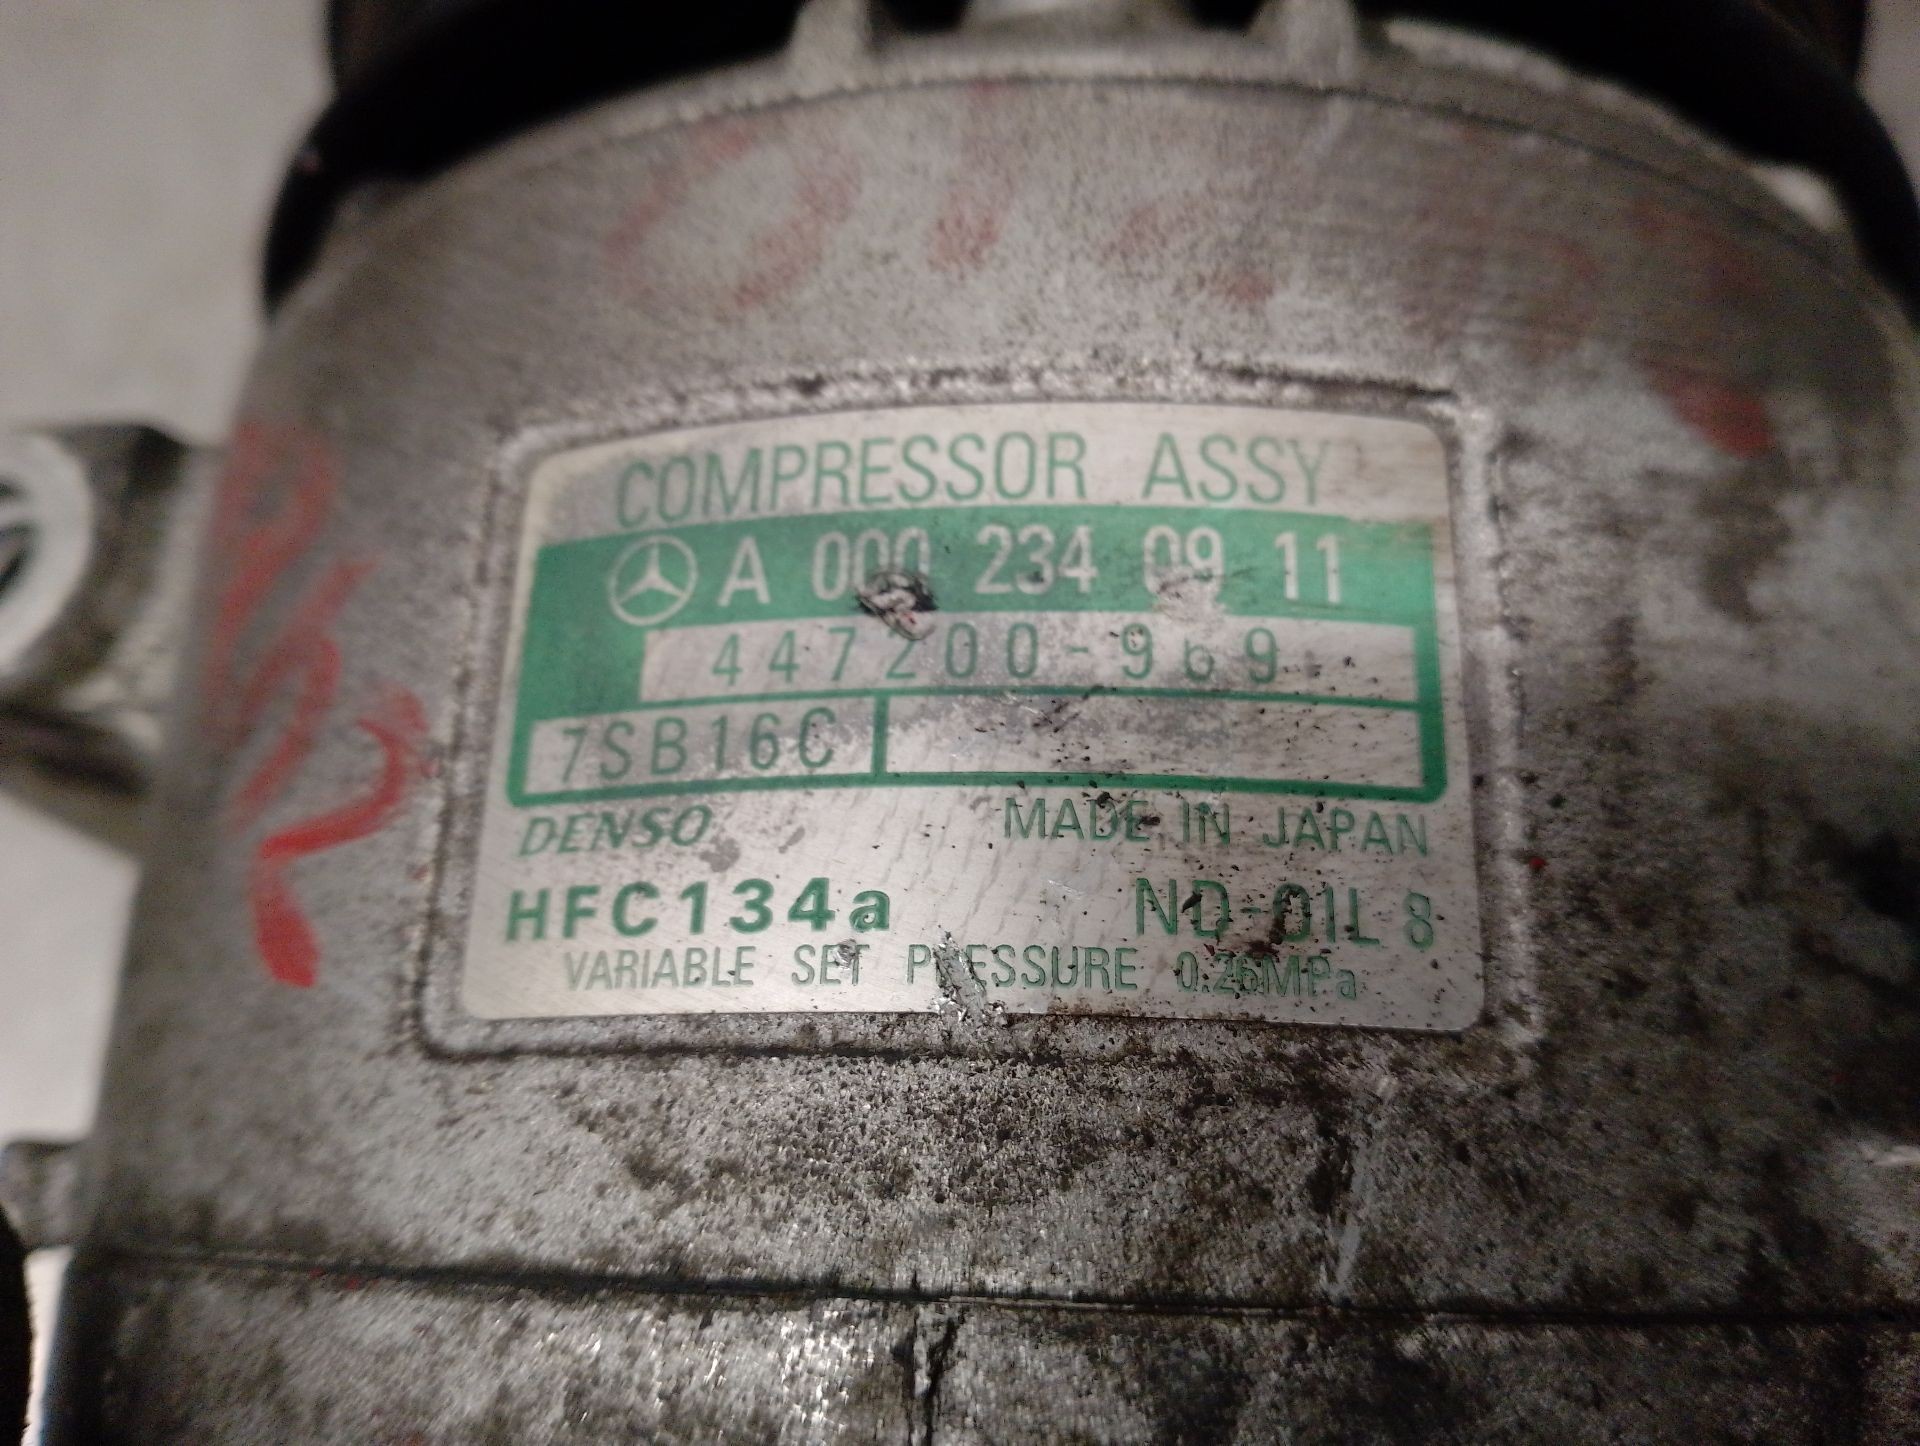 COMPRESSOR ASSY
A 000 234 09 11
447200-969
7SB16C
DENSO MADE IN JAPAN
HFC134a ND-OIL 8
VARIABLE SET PRESSURE 0.26MPa